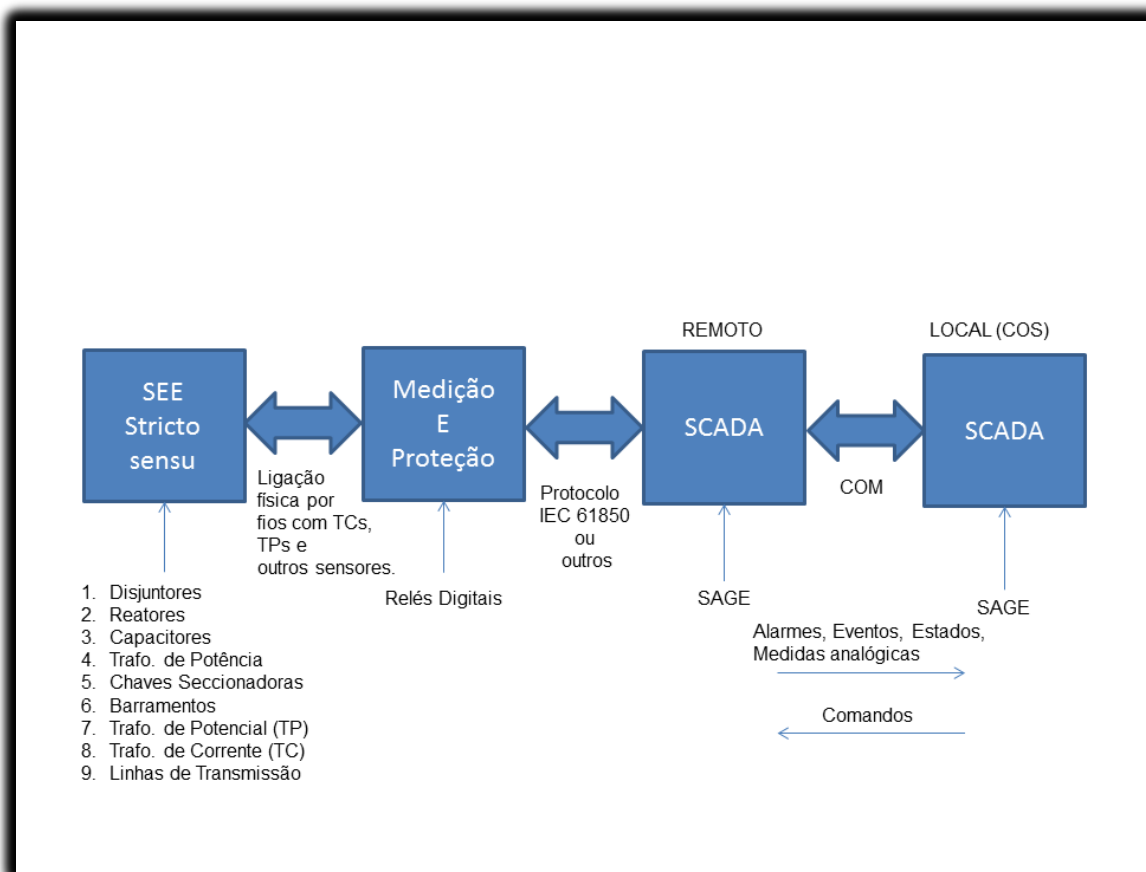 REMOTO
LOCAL (COS)
SEE
Stricto
sensu
Medição
E
Proteção
SCADA
SCADA
Ligação
física por
fios com TCs,
TPs e
outros sensores.
Protocolo
IEC 61850
ou
outros
COM
1. Disjuntores
2. Reatores
3. Capacitores
4. Trafo. de Potência
5. Chaves Seccionadoras
6. Barramentos
7. Trafo. de Potencial (TP)
8. Trafo. de Corrente (TC)
9. Linhas de Transmissão
Relés Digitais
SAGE
SAGE
Alarmes, Eventos, Estados,
Medidas analógicas
Comandos